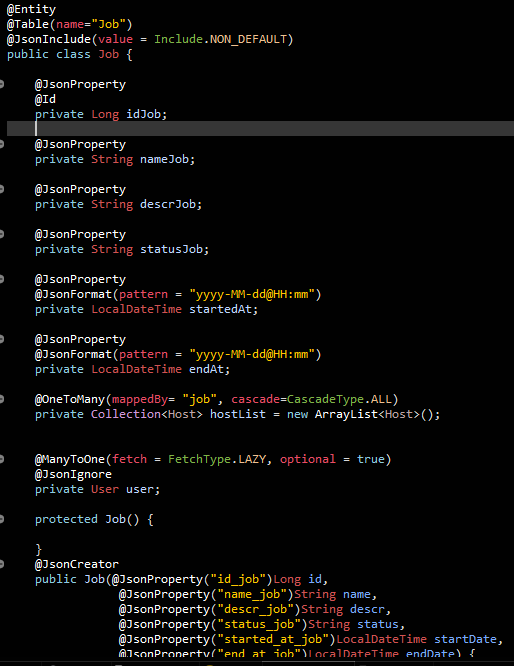 @Entity
@Table(name="Job")
@JsonInclude(value = Include.NON_DEFAULT)
public class Job {
@JsonProperty
@Id
private Long idJob;
@JsonProperty
private String nameJob;
@JsonProperty
private String descrJob;
@JsonProperty
private String statusJob;
@JsonProperty
@JsonFormat(pattern = "yyyy-MM-dd@HH:mm")
private LocalDateTime startedAt;
@JsonProperty
@JsonFormat(pattern = "yyyy-MM-dd@HH:mm")
private LocalDateTime endAt;
@OneToMany(mappedBy= "job", cascade=CascadeType.ALL)
private Collection<Host> hostList = new ArrayList<Host>();
@ManyToOne(fetch = FetchType.LAZY, optional = true)
@JsonIgnore
private User user;
protected Job() {
}
@JsonCreator
public Job(@JsonProperty("id_job")Long id,
@JsonProperty("name_job")String name,
@JsonProperty("descr_job")String descr,
@JsonProperty("status_job")String status,
@JsonProperty("started_at_job")LocalDateTime startDate,
@JsonProperty("end_at_job")LocalDateTime endDate) {